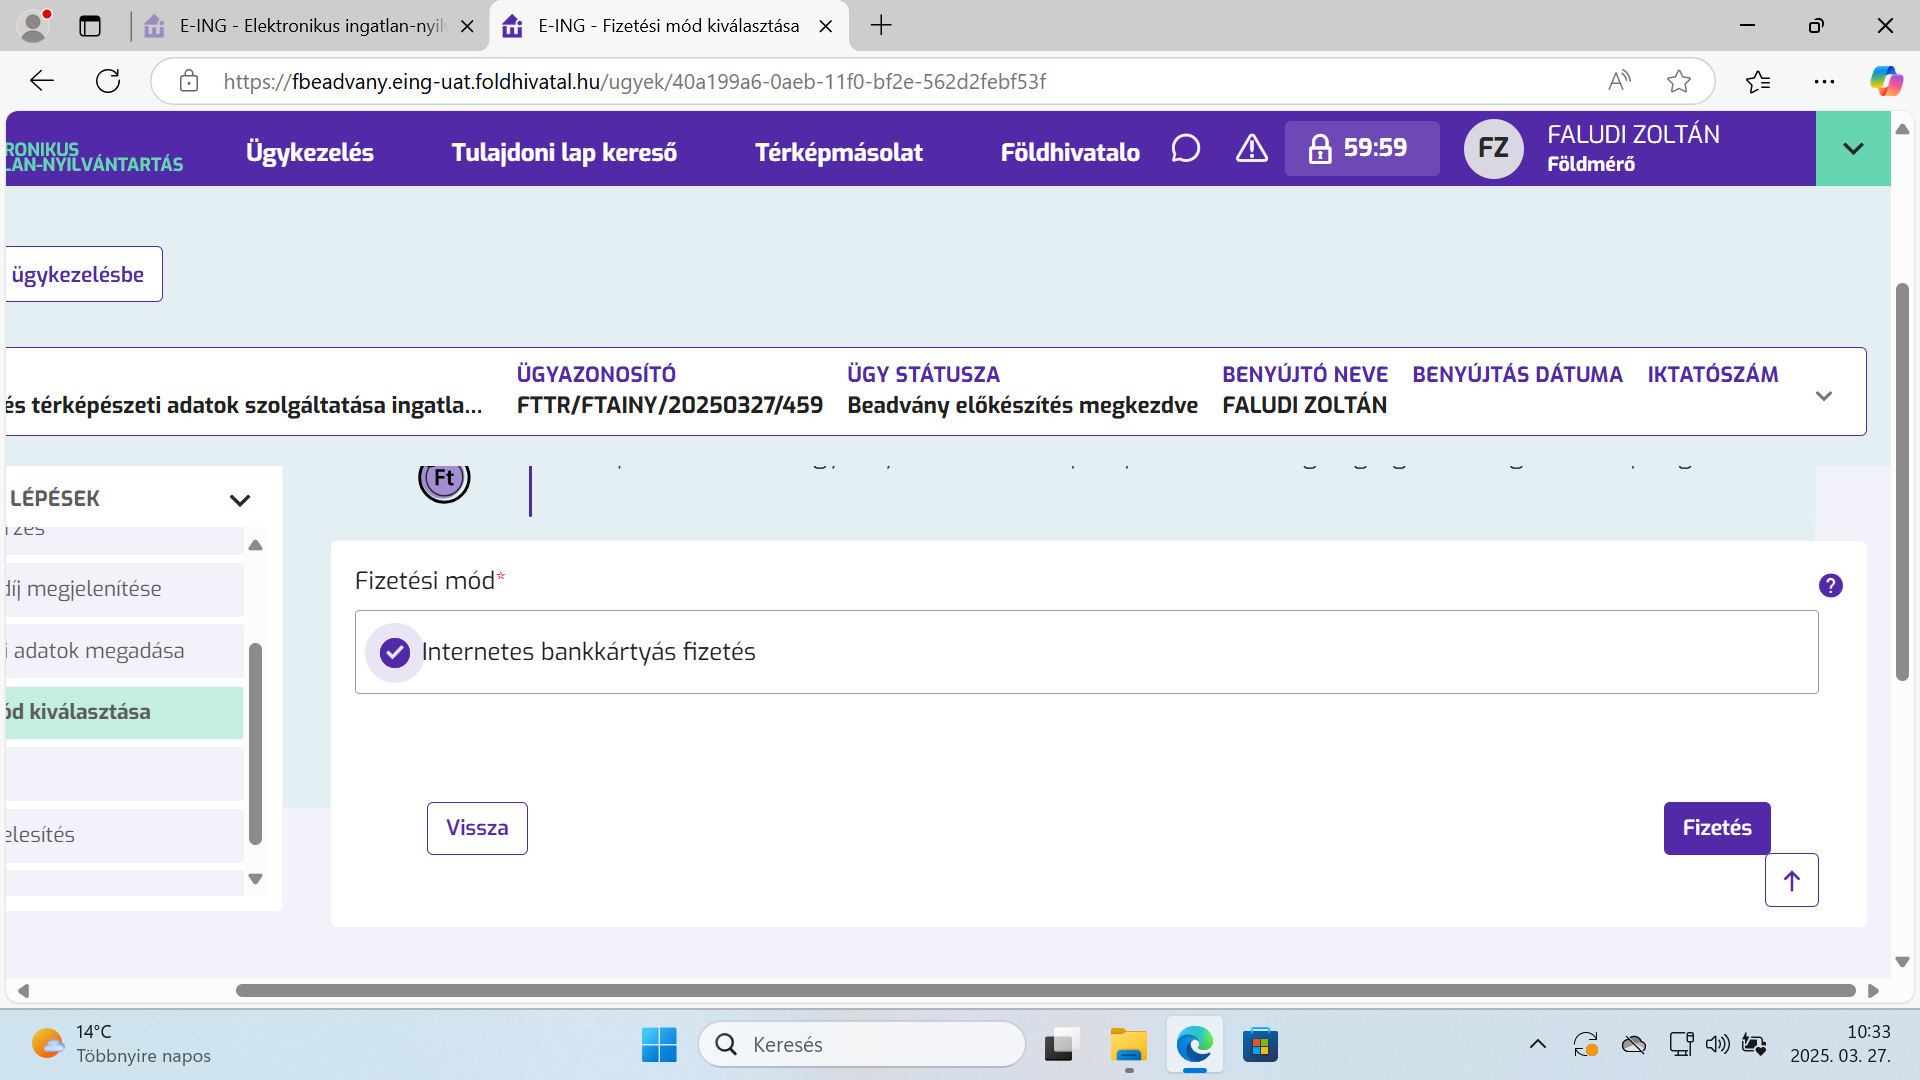 E-ING - Elektronikus ingatlan-nyil
E-ING - Fizetési mód kiválasztása
https://fbeadvany.eing-uat.foldhivatal.hu/ugyek/40a199a6-0aeb-11f0-bf2e-562d2febf53f
RONIKUS
LAN-NYILVÁNTARTÁS
Ügykezelés
Tulajdoni lap kereső
Térképmásolat
Földhivatalo
59:59
FZ
FALUDI ZOLTÁN
Földmérő
ügykezelésbe
ÜGYAZONOSÍTÓ
ÜGY STÁTUSZA
BENYÚJTÓ NEVE
BENYÚJTÁS DÁTUMA
IKTATÓSZÁM
és térképészeti adatok szolgáltatása ingatla...
FTTR/FTAINY/20250327/459
Beadvány előkészítés megkezdve
FALUDI ZOLTÁN
Ft
LÉPÉSEK
díj megjelenítése
i adatok megadása
ód kiválasztása
elesítés
Fizetési mód*
?
Internetes bankkártyás fizetés
Vissza
Fizetés
14°C
Többnyire napos
Keresés
10:33
2025. 03. 27.